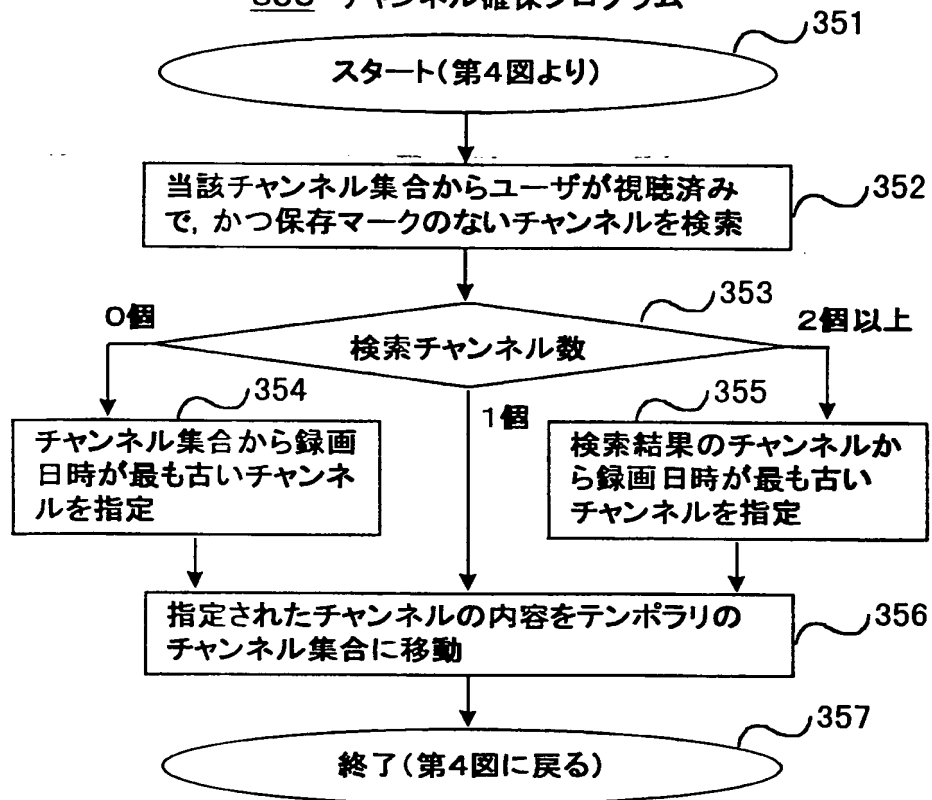 チャンネル確保プログラム
351
スタート(第4図より)
352
当該チャンネル集合からユーザが視聴済み
で,かつ保存マークのないチャンネルを検索
353
0個
2個以上
検索チャンネル数
354
1個
355
チャンネル集合から録画
日時が最も古いチャンネ
ルを指定
検索結果のチャンネルか
ら録画日時が最も古い
チャンネルを指定
356
指定されたチャンネルの内容をテンポラリの
チャンネル集合に移動
357
終了(第4図に戻る)